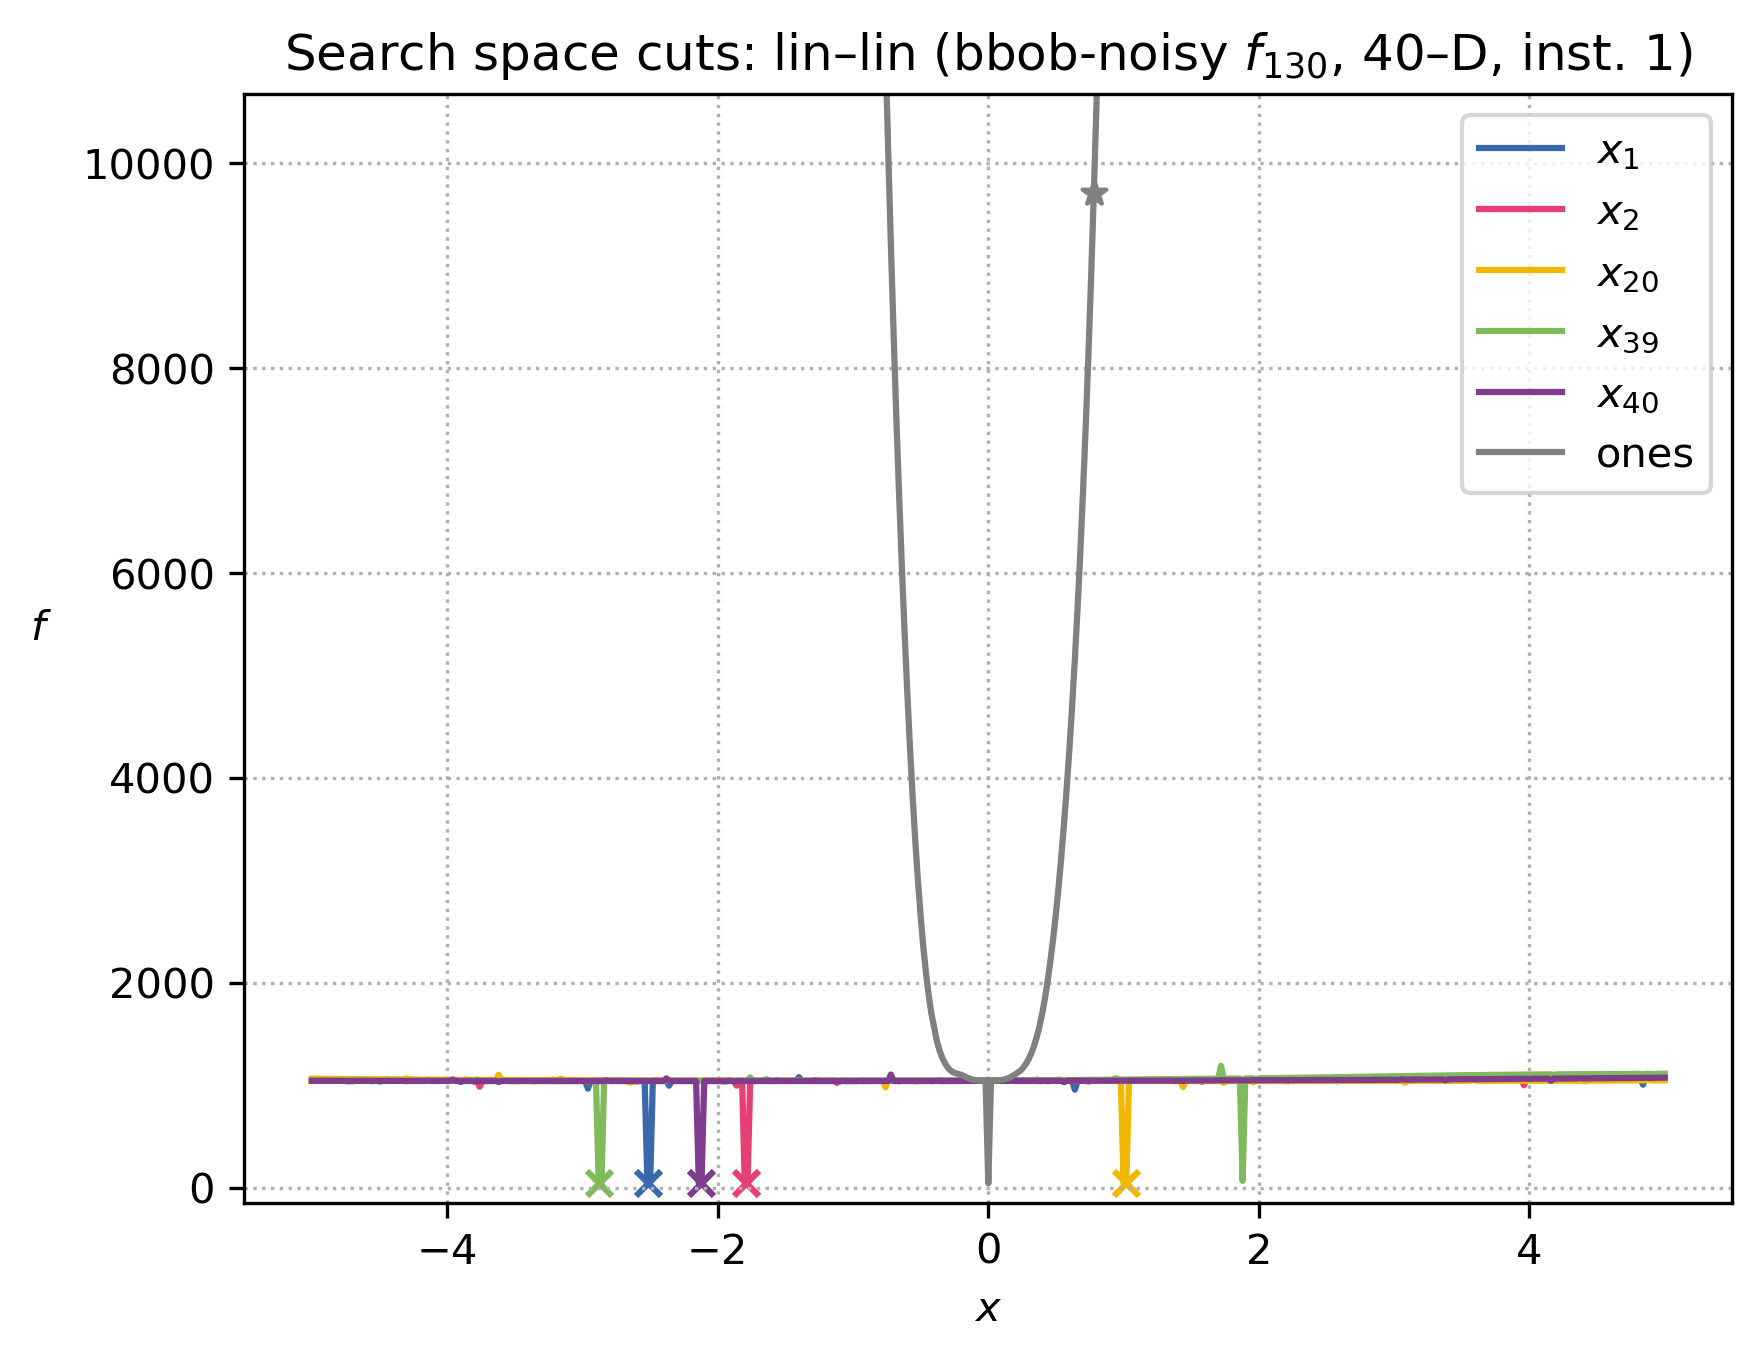 Search space cuts: lin–lin (bbob-noisy f130, 40–D, inst. 1)
10000
8000
6000
4000
2000
0
f
−4
−2
0
2
4
x
x1
x2
x20
x39
x40
ones